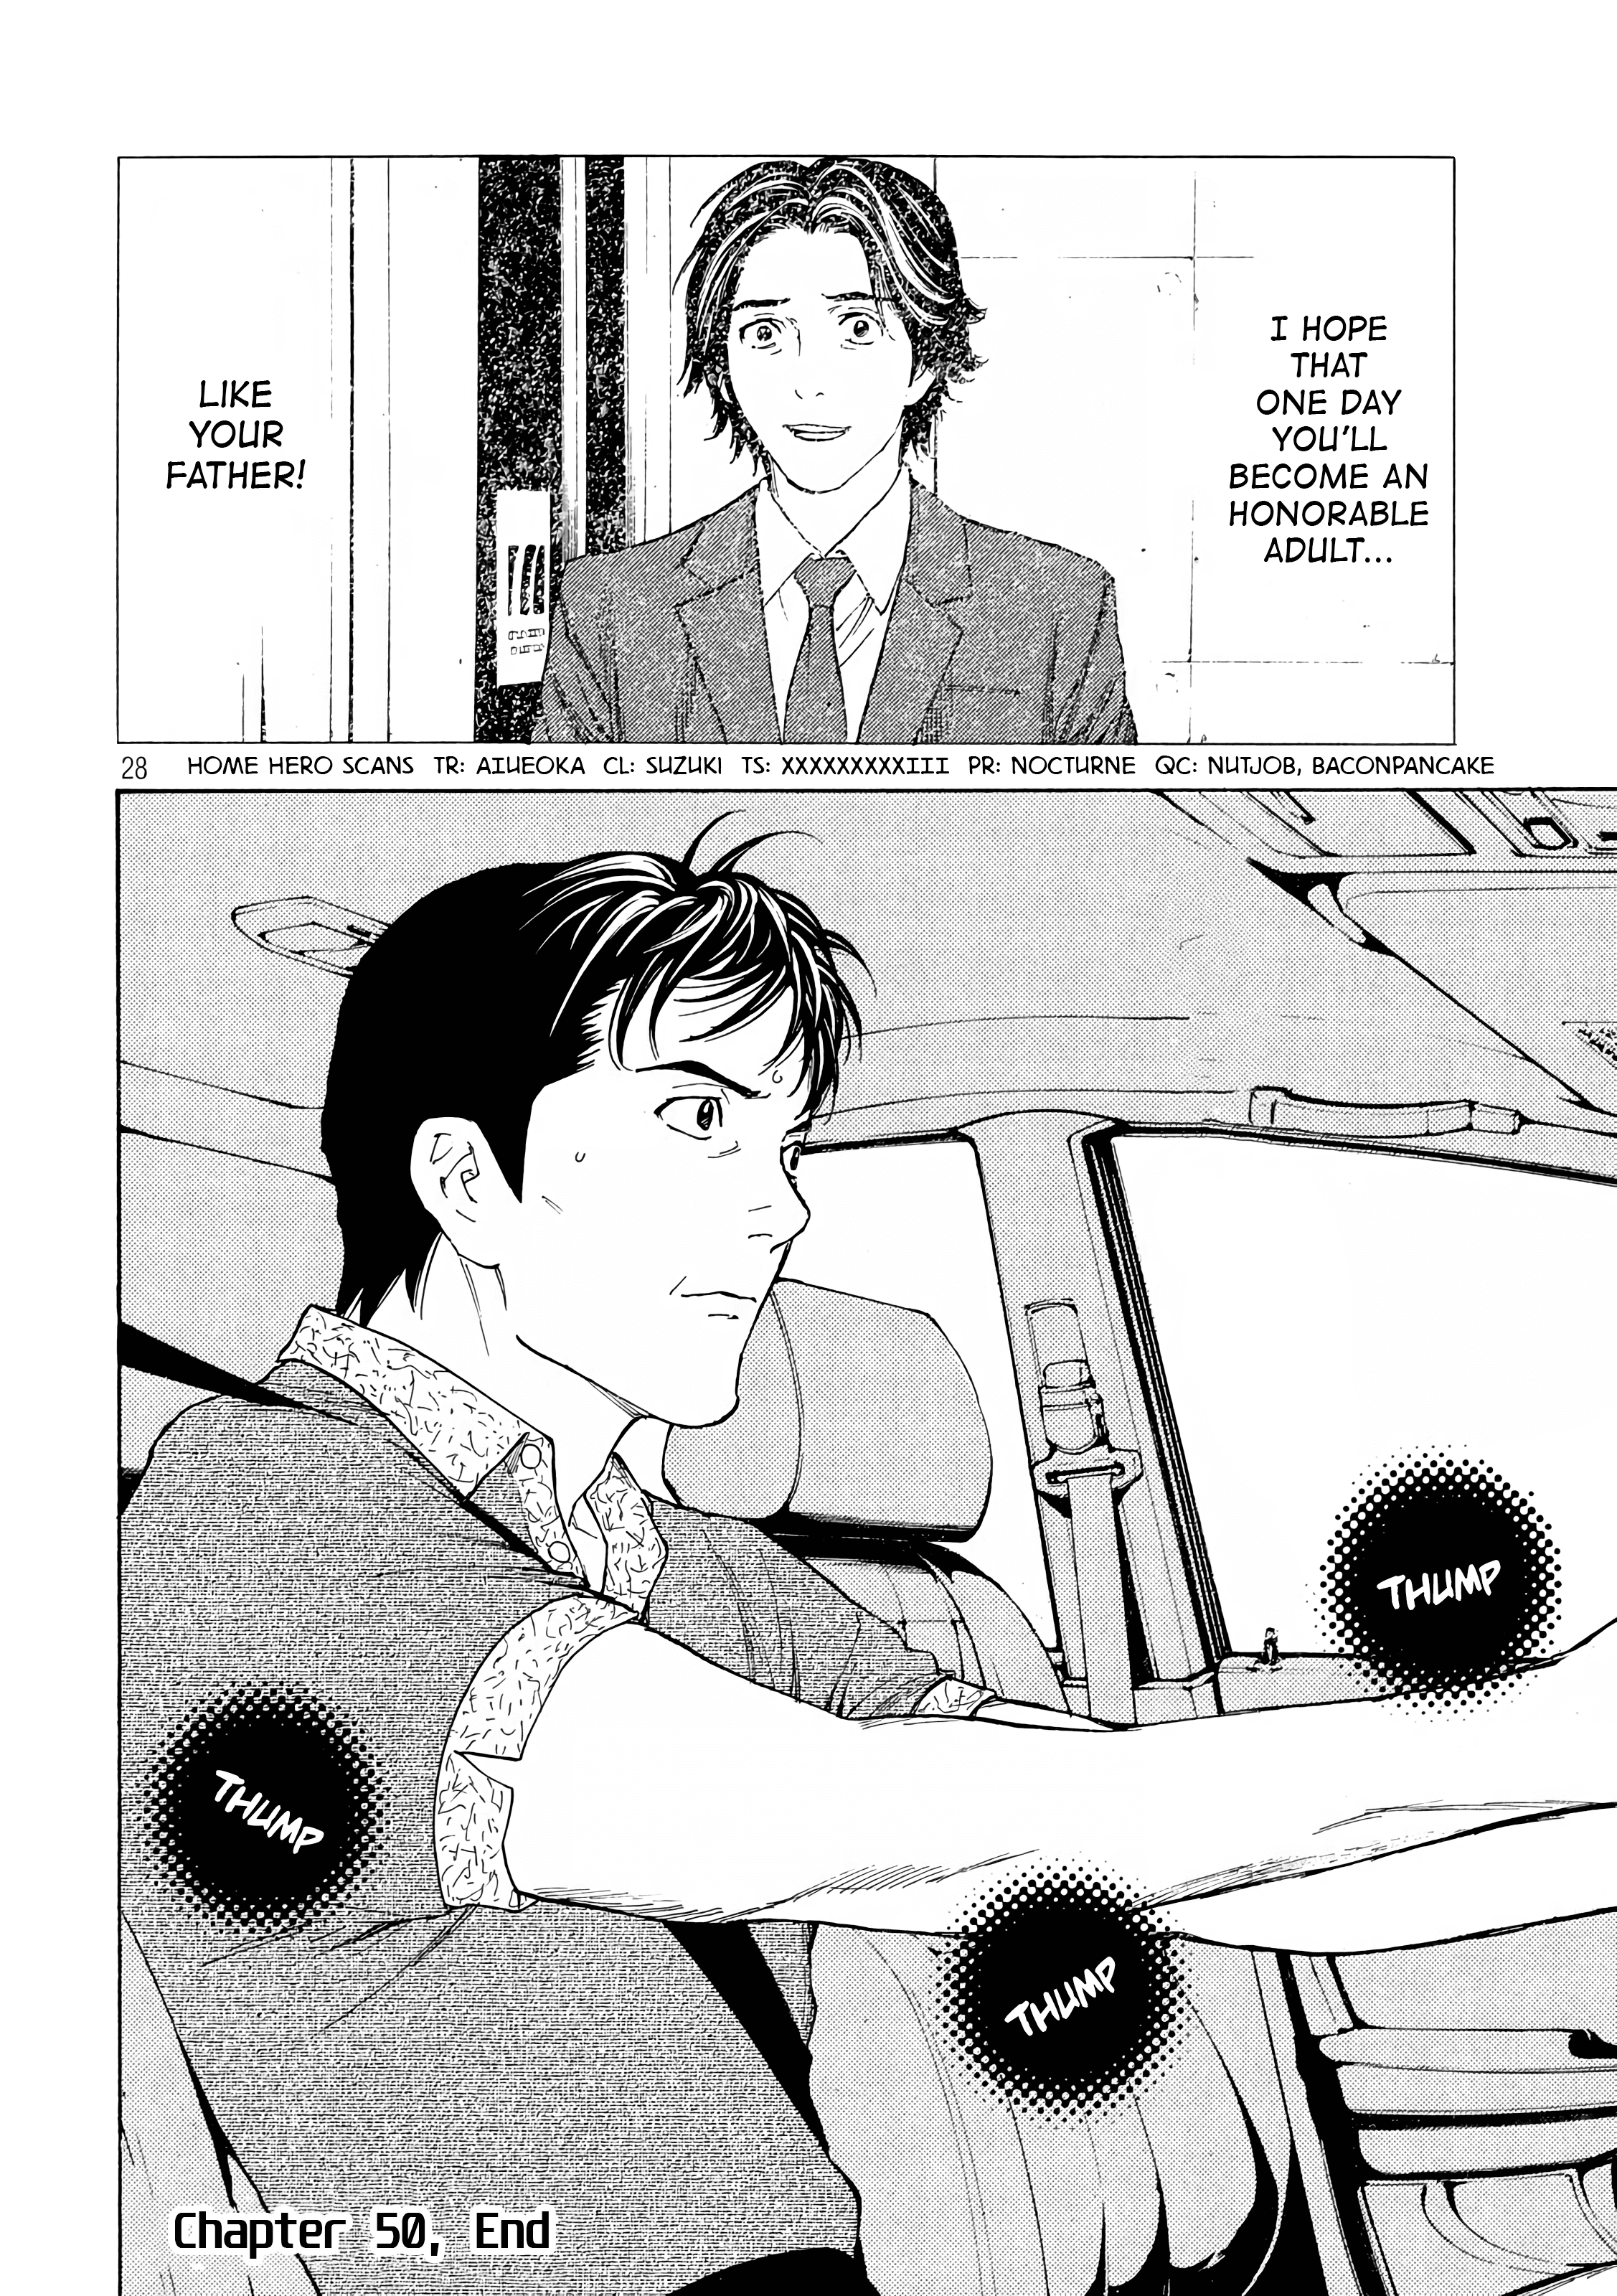 I HOPE
THAT
ONE DAY
YOU'LL
BECOME AN
HONORABLE
ADULT...
LIKE
YOUR
FATHER!
28 HOME HERO SCANS TR: AIUEOKA CL: SUZUKI TS: XXXXXXXXXIII PR: NOCTURNE QC: NUTJOB, BACONPANCAKE
THUMP
THUMP
THUMP
Chapter 50, End